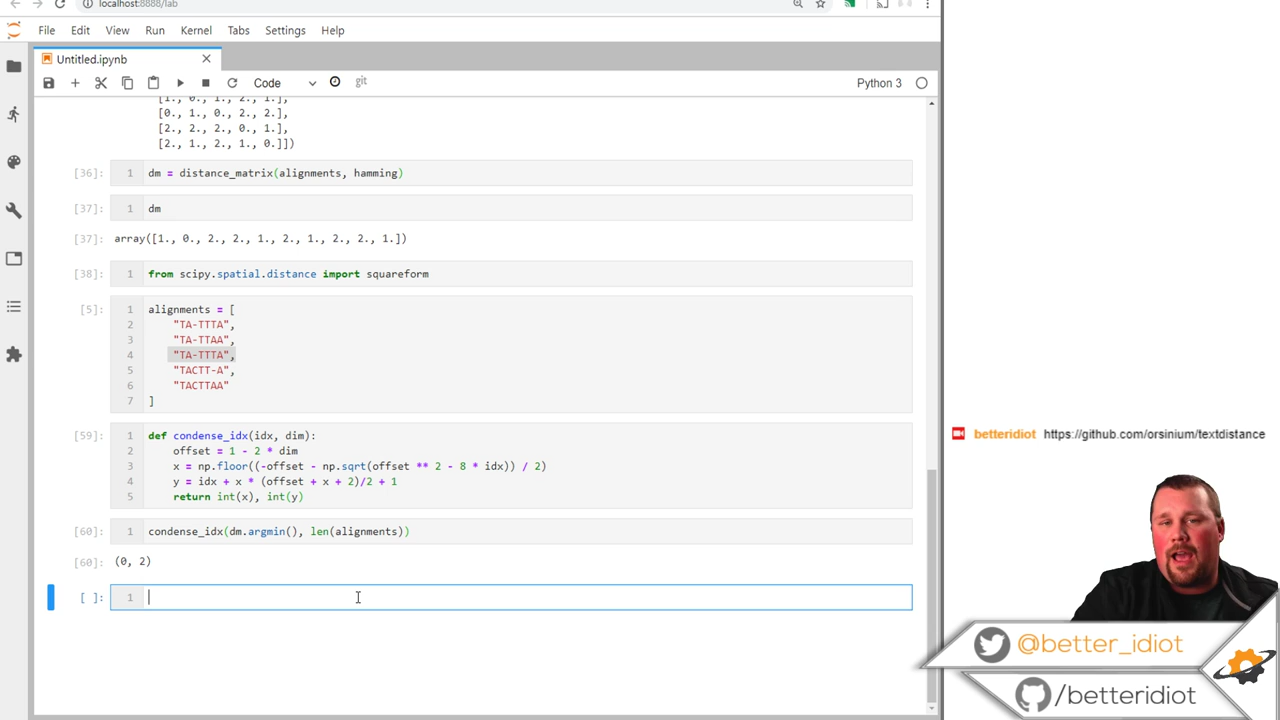 localhost:8888/lab
File Edit View Run Kernel Tabs Settings Help
Untitled.ipynb
Code git Python 3
[1., 0., 1., 2., 1.],
[0., 1., 0., 2., 2.],
[2., 2., 2., 0., 1.],
[2., 1., 2., 1., 0.]])
[36]: 1 dm = distance_matrix(alignments, hamming)
[37]: 1 dm
[37]: array([1., 0., 2., 2., 1., 2., 1., 2., 2., 1.])
[38]: 1 from scipy.spatial.distance import squareform
[5]: 1 alignments = [
2 "TA-TTTA",
3 "TA-TTAA",
4 "TA-TTTA",
5 "TACTT-A",
6 "TACTTAA"
7 ]
[59]: 1 def condense_idx(idx, dim):
2 offset = 1 - 2 * dim
3 x = np.floor((-offset - np.sqrt(offset ** 2 - 8 * idx)) / 2)
4 y = idx + x * (offset + x + 2)/2 + 1
5 return int(x), int(y)
[60]: 1 condense_idx(dm.argmin(), len(alignments))
[60]: (0, 2)
[ ]: 1
betteridiot https://github.com/orsinium/textdistance
@better_idiot
/betteridiot